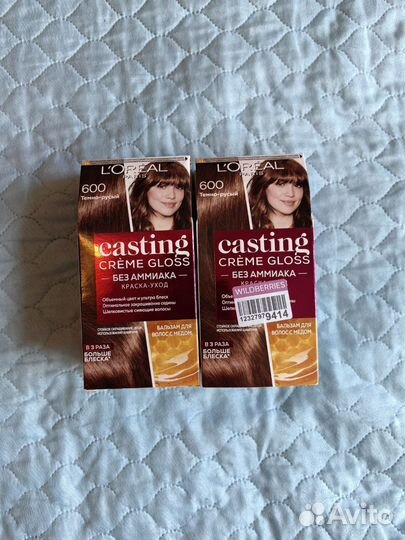 L'ORÉAL
PARIS
600
Темно-русый
casting
CRÈME GLOSS
БЕЗ АММИАКА
КРАСКА-УХОД
Объемный цвет и ультра блеск
Оптимальное закрашивание седины
Шелковистые сияющие волосы
В 3 РАЗА
БОЛЬШЕ
БЛЕСКА*
БАЛЬЗАМ ДЛЯ
ВОЛОС С МЕДОМ
L'ORÉAL
PARIS
600
Темно-русый
casting
CRÈME GLOSS
БЕЗ АММИАКА
WILDBERRIES
12327979414
В 3 РАЗА
БОЛЬШЕ
БЛЕСКА*
БАЛЬЗАМ ДЛЯ
ВОЛОС С МЕДОМ
Avito